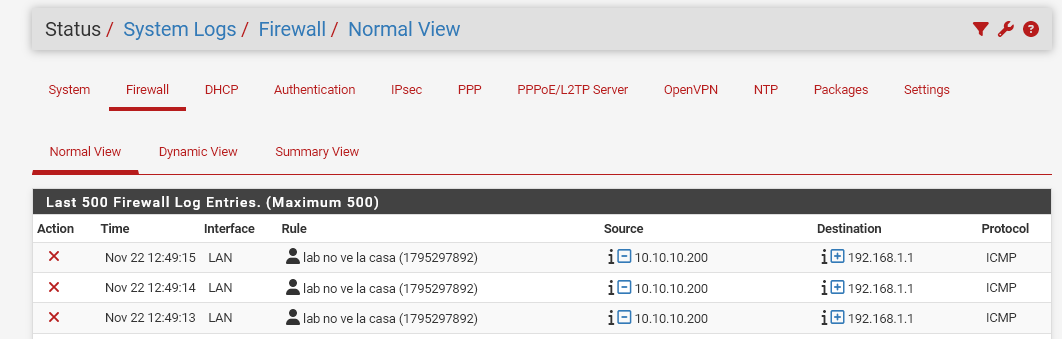 Status / System Logs / Firewall / Normal View
System Firewall DHCP Authentication IPsec PPP PPPoE/L2TP Server OpenVPN NTP Packages Settings
Normal View Dynamic View Summary View
Last 500 Firewall Log Entries. (Maximum 500)
Action Time Interface Rule Source Destination Protocol
Nov 22 12:49:15 LAN lab no ve la casa (1795297892) 10.10.10.200 192.168.1.1 ICMP
Nov 22 12:49:14 LAN lab no ve la casa (1795297892) 10.10.10.200 192.168.1.1 ICMP
Nov 22 12:49:13 LAN lab no ve la casa (1795297892) 10.10.10.200 192.168.1.1 ICMP